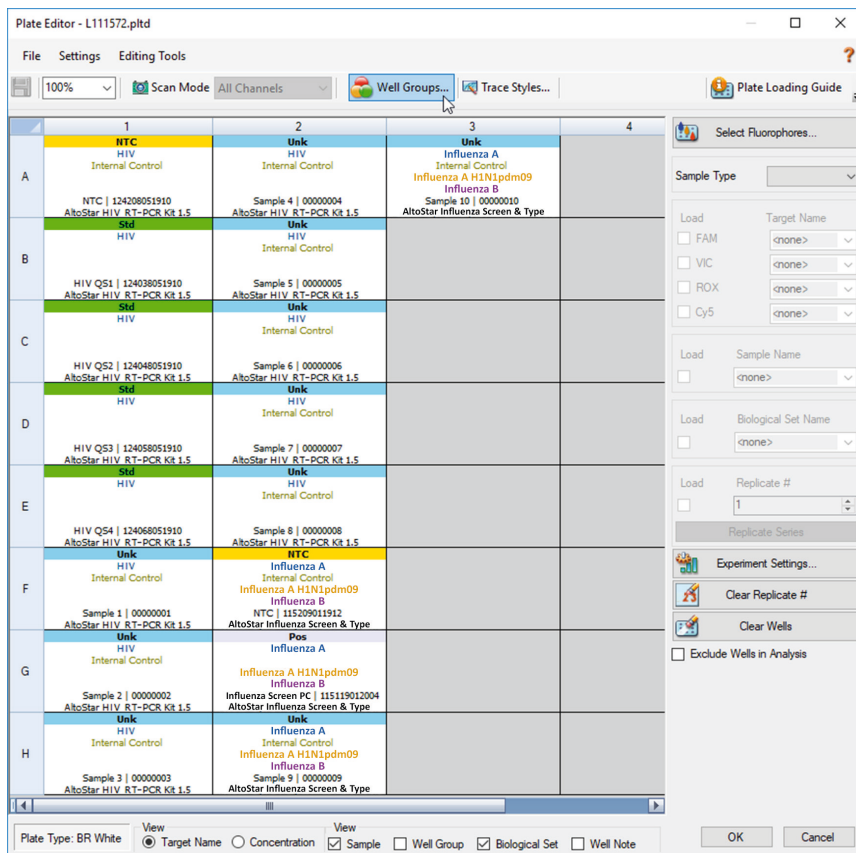 Plate Editor - L111572.pltd
File Settings Editing Tools ?
100% Scan Mode All Channels Well Groups... Trace Styles... Plate Loading Guide
1 2 3 4
A
NTC
HIV
Internal Control
NTC | 124208051910
AltoStar HIV RT-PCR Kit 1.5
Unk
HIV
Internal Control
Sample 4 | 00000004
AltoStar HIV RT-PCR Kit 1.5
Unk
Influenza A
Internal Control
Influenza A H1N1pdm09
Influenza B
Sample 10 | 00000010
AltoStar Influenza Screen & Type
B
Std
HIV
HIV QS1 | 124038051910
AltoStar HIV RT-PCR Kit 1.5
Unk
HIV
Internal Control
Sample 5 | 00000005
AltoStar HIV RT-PCR Kit 1.5
C
Std
HIV
HIV QS2 | 124048051910
AltoStar HIV RT-PCR Kit 1.5
Unk
HIV
Internal Control
Sample 6 | 00000006
AltoStar HIV RT-PCR Kit 1.5
D
Std
HIV
HIV QS3 | 124058051910
AltoStar HIV RT-PCR Kit 1.5
Unk
HIV
Internal Control
Sample 7 | 00000007
AltoStar HIV RT-PCR Kit 1.5
E
Std
HIV
HIV QS4 | 124068051910
AltoStar HIV RT-PCR Kit 1.5
Unk
HIV
Internal Control
Sample 8 | 00000008
AltoStar HIV RT-PCR Kit 1.5
F
Unk
HIV
Internal Control
Sample 1 | 00000001
AltoStar HIV RT-PCR Kit 1.5
NTC
Influenza A
Internal Control
Influenza A H1N1pdm09
Influenza B
NTC | 115209011912
AltoStar Influenza Screen & Type
G
Unk
HIV
Internal Control
Sample 2 | 00000002
AltoStar HIV RT-PCR Kit 1.5
Pos
Influenza A
Influenza A H1N1pdm09
Influenza B
Influenza Screen PC | 115119012004
AltoStar Influenza Screen & Type
H
Unk
HIV
Internal Control
Sample 3 | 00000003
AltoStar HIV RT-PCR Kit 1.5
Unk
Influenza A
Internal Control
Influenza A H1N1pdm09
Influenza B
Sample 9 | 00000009
AltoStar Influenza Screen & Type
Select Fluorophores...
Sample Type
Load Target Name
FAM <none>
VIC <none>
ROX <none>
Cy5 <none>
Load Sample Name
<none>
Load Biological Set Name
<none>
Load Replicate #
1
Replicate Series
Experiment Settings...
Clear Replicate #
Clear Wells
Exclude Wells in Analysis
Plate Type: BR White
View
Target Name Concentration
View
Sample Well Group Biological Set Well Note
OK Cancel